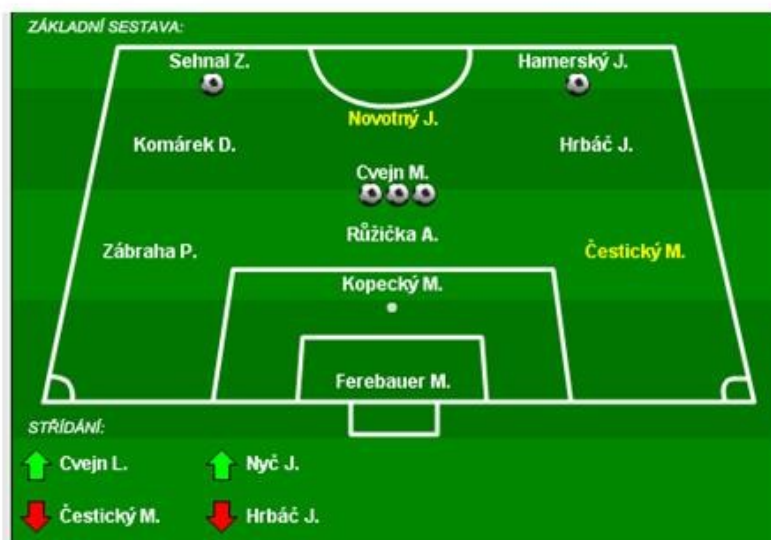 ZÁKLADNÍ SESTAVA:
Sehnal Z. Hamerský J.
Novotný J.
Komárek D. Hrbáč J.
Cvejn M.
Růžička A.
Zábraha P. Čestický M.
Kopecký M.
Ferebauer M.
STŘÍDÁNÍ:
Cvejn L. Nyč J.
Čestický M. Hrbáč J.